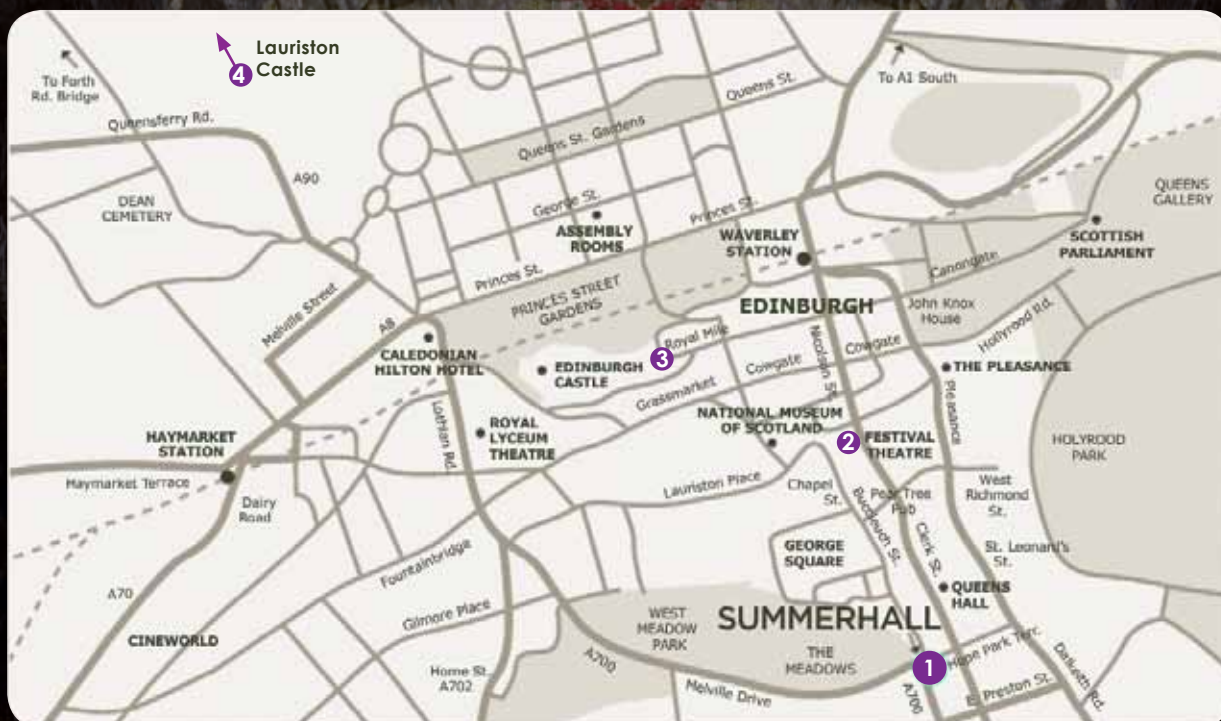 4
Lauriston
Castle
To Forth
Rd. Bridge
Queensferry Rd.
A90
DEAN
CEMETERY
Queens St.
Queens St. Gardens
To A1 South
George St.
ASSEMBLY
ROOMS
Princes St.
Princes St.
WAVERLEY
STATION
QUEENS
GALLERY
SCOTTISH
PARLIAMENT
Canongate
PRINCES STREET
GARDENS
EDINBURGH
John Knox
House
Hollyrood Rd.
Melville Street
A8
CALEDONIAN
HILTON HOTEL
EDINBURGH
CASTLE
3
Royal Mile
Nicolson St.
Cowgate
Cowgate
Grassmarket
THE PLEASANCE
Pleasance
NATIONAL MUSEUM
OF SCOTLAND
2
FESTIVAL
THEATRE
HOLYROOD
PARK
Lothian Rd.
ROYAL
LYCEUM
THEATRE
HAYMARKET
STATION
Haymarket Terrace
Dairy
Road
Lauriston Place
Chapel
St.
Buccleuch St.
Pear Tree
Pub
West
Richmond
St.
Clerk St.
St. Leonard's
St.
GEORGE
SQUARE
QUEENS
HALL
Fountainbridge
Gilmore Place
A70
CINEWORLD
WEST
MEADOW
PARK
SUMMERHALL
THE
MEADOWS
1
Hope Park Terr.
Dalkeith Rd.
E. Preston St.
A700
A700
Melville Drive
Home St.
A702